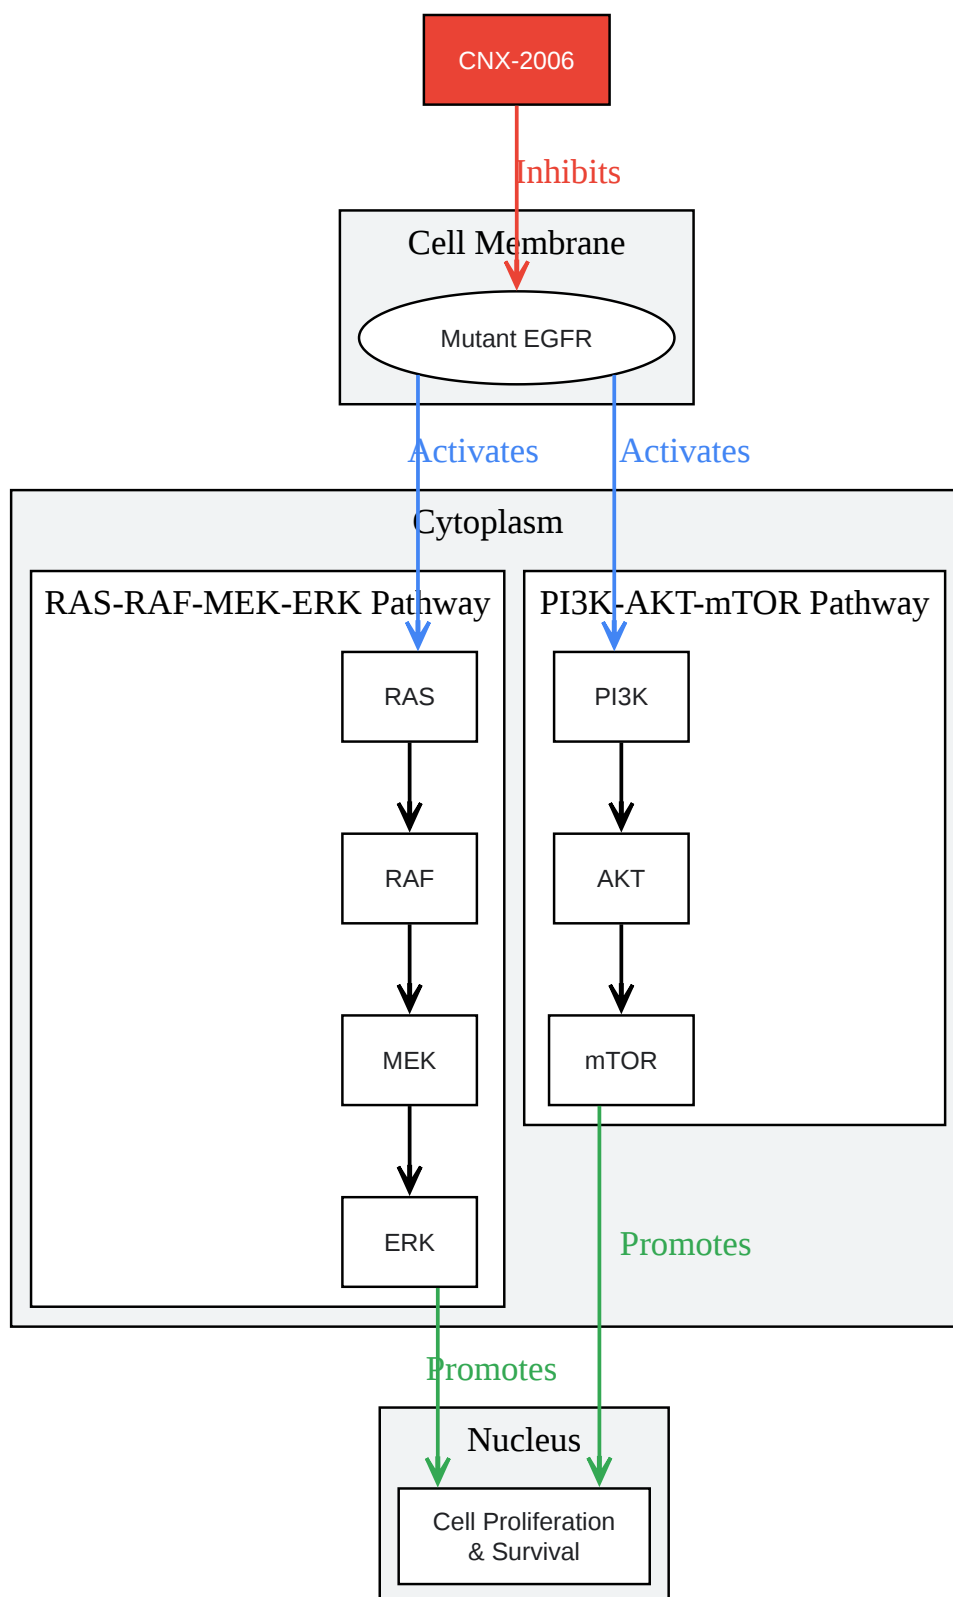 CNX-2006
Inhibits
Cell Membrane
Mutant EGFR
Activates
Activates
Cytoplasm
RAS-RAF-MEK-ERK Pathway
PI3K-AKT-mTOR Pathway
RAS
PI3K
RAF
AKT
MEK
mTOR
ERK
Promotes
Promotes
Nucleus
Cell Proliferation
& Survival